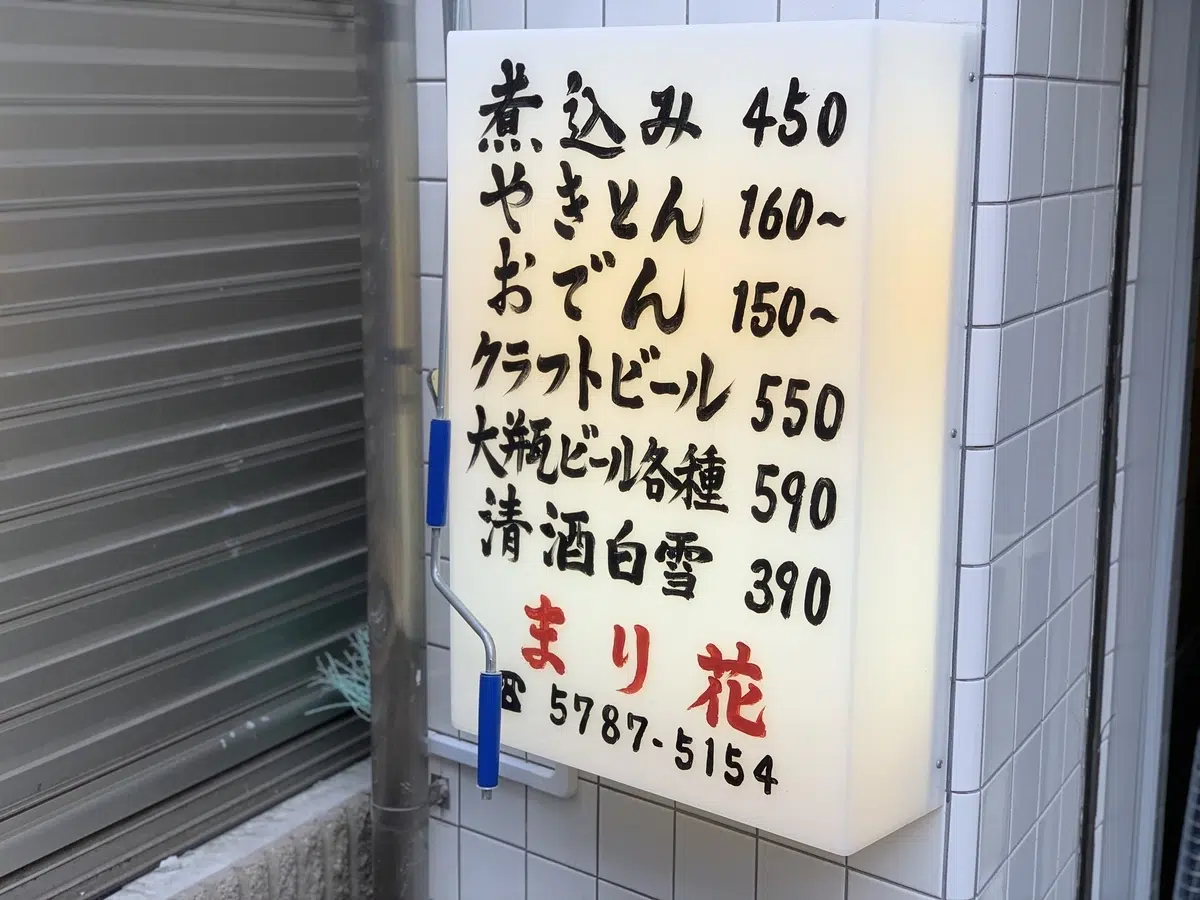 煮込み 450
やきとん 160~
おでん 150~
クラフトビール 550
大瓶ビール各種 590
清酒白雪 390
まり花
☎ 5787-5154